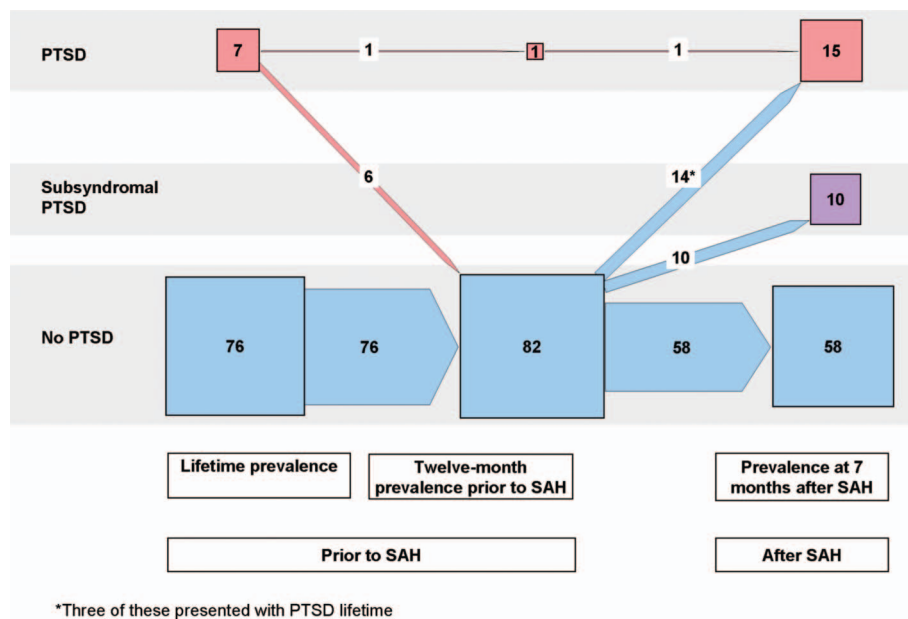 PTSD
7
1
1
1
15
6
14*
Subsyndromal
PTSD
10
10
No PTSD
76
76
82
58
58
Lifetime prevalence
Twelve-month
prevalence prior to SAH
Prevalence at 7
months after SAH
Prior to SAH
After SAH
*Three of these presented with PTSD lifetime